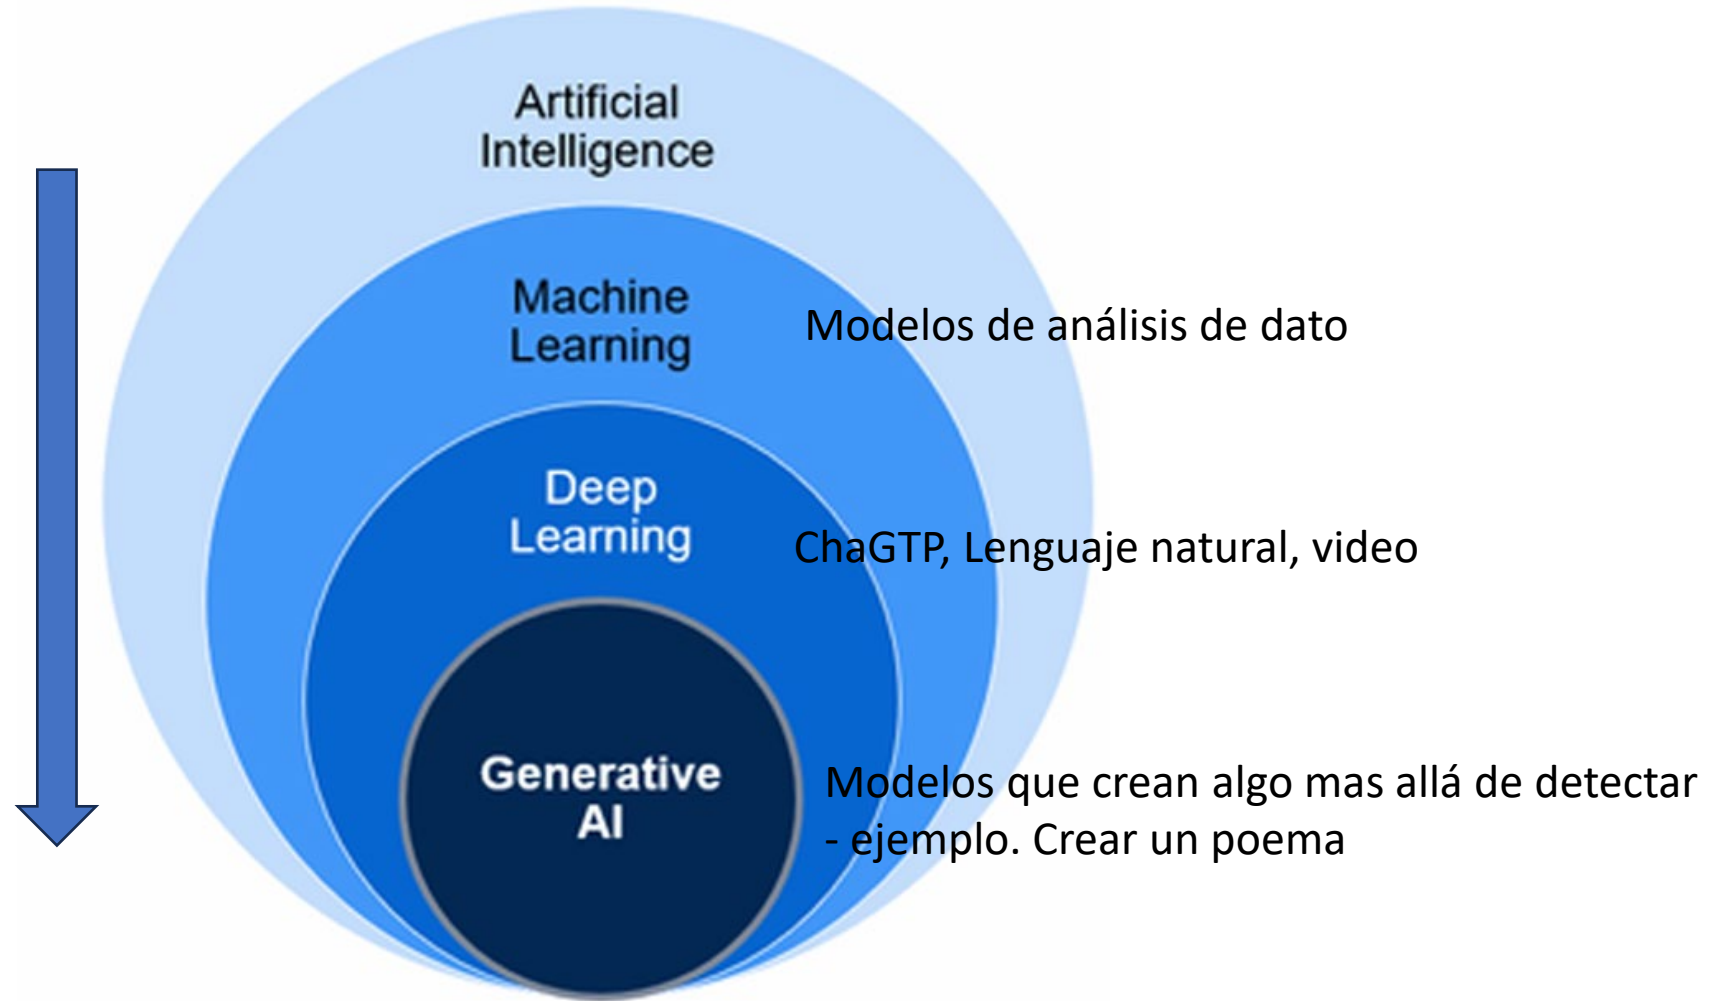 Artificial
Intelligence
Machine
Learning
Modelos de análisis de dato
Deep
Learning
ChaGTP, Lenguaje natural, video
Generative
AI
Modelos que crean algo mas allá de detectar
- ejemplo. Crear un poema